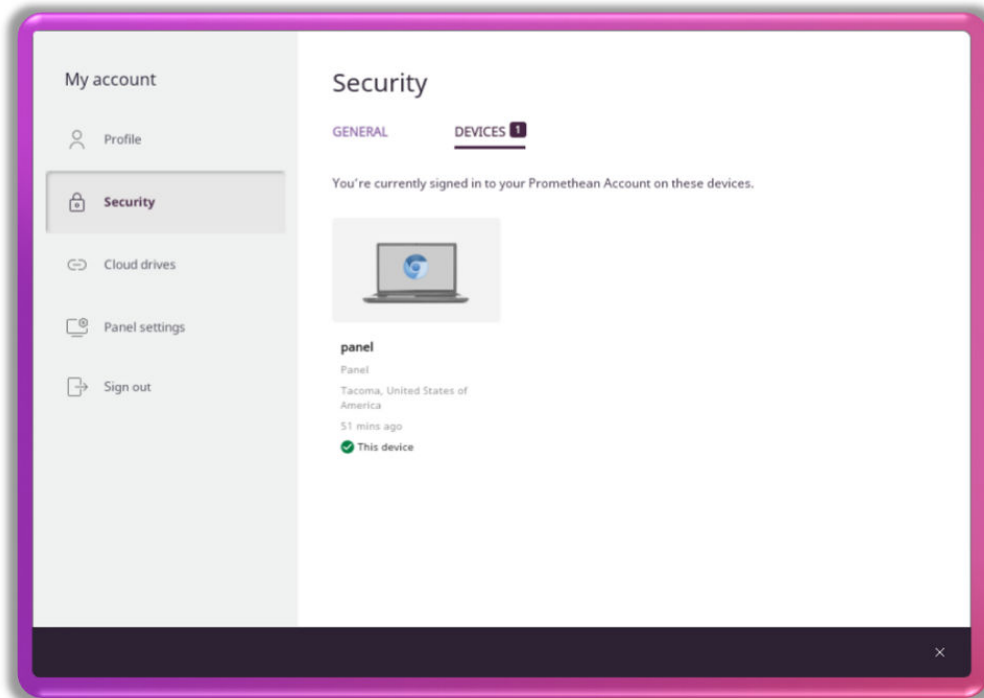 My account
Profile
Security
Cloud drives
Panel settings
Sign out
Security
GENERAL
DEVICES 1
You're currently signed in to your Promethean Account on these devices.
panel
Panel
Tacoma, United States of
America
51 mins ago
This device